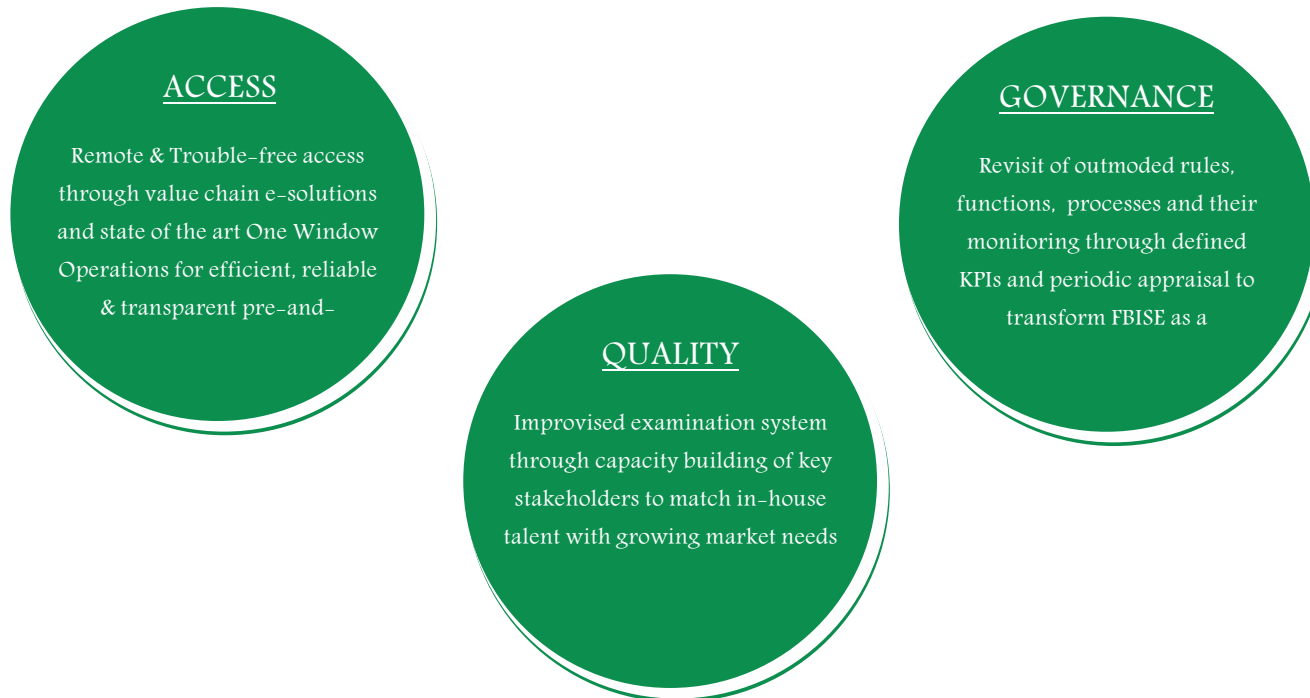 ACCESS
Remote & Trouble-free access
through value chain e-solutions
and state of the art One Window
Operations for efficient, reliable
& transparent pre-and-
QUALITY
Improvised examination system
through capacity building of key
stakeholders to match in-house
talent with growing market needs
GOVERNANCE
Revisit of outmoded rules,
functions,  processes and their
monitoring through defined
KPIs and periodic appraisal to
transform FBISE as a